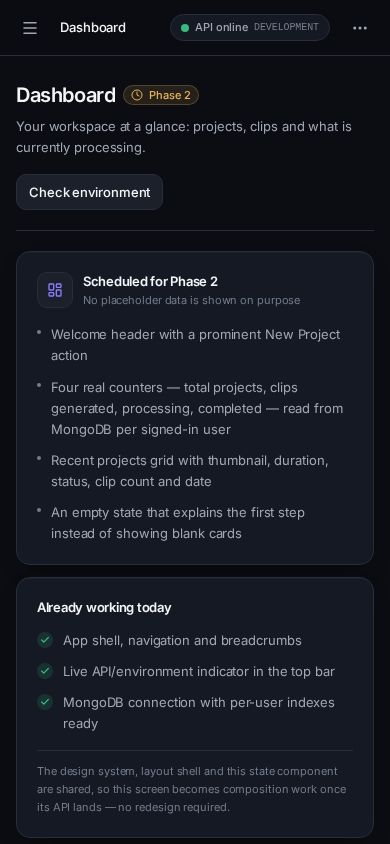 Dashboard
API online DEVELOPMENT
Dashboard
Phase 2
Your workspace at a glance: projects, clips and what is
currently processing.
Check environment
Scheduled for Phase 2
No placeholder data is shown on purpose
• Welcome header with a prominent New Project
action
• Four real counters — total projects, clips
generated, processing, completed — read from
MongoDB per signed-in user
• Recent projects grid with thumbnail, duration,
status, clip count and date
• An empty state that explains the first step
instead of showing blank cards
Already working today
App shell, navigation and breadcrumbs
Live API/environment indicator in the top bar
MongoDB connection with per-user indexes
ready
The design system, layout shell and this state component
are shared, so this screen becomes composition work once
its API lands — no redesign required.